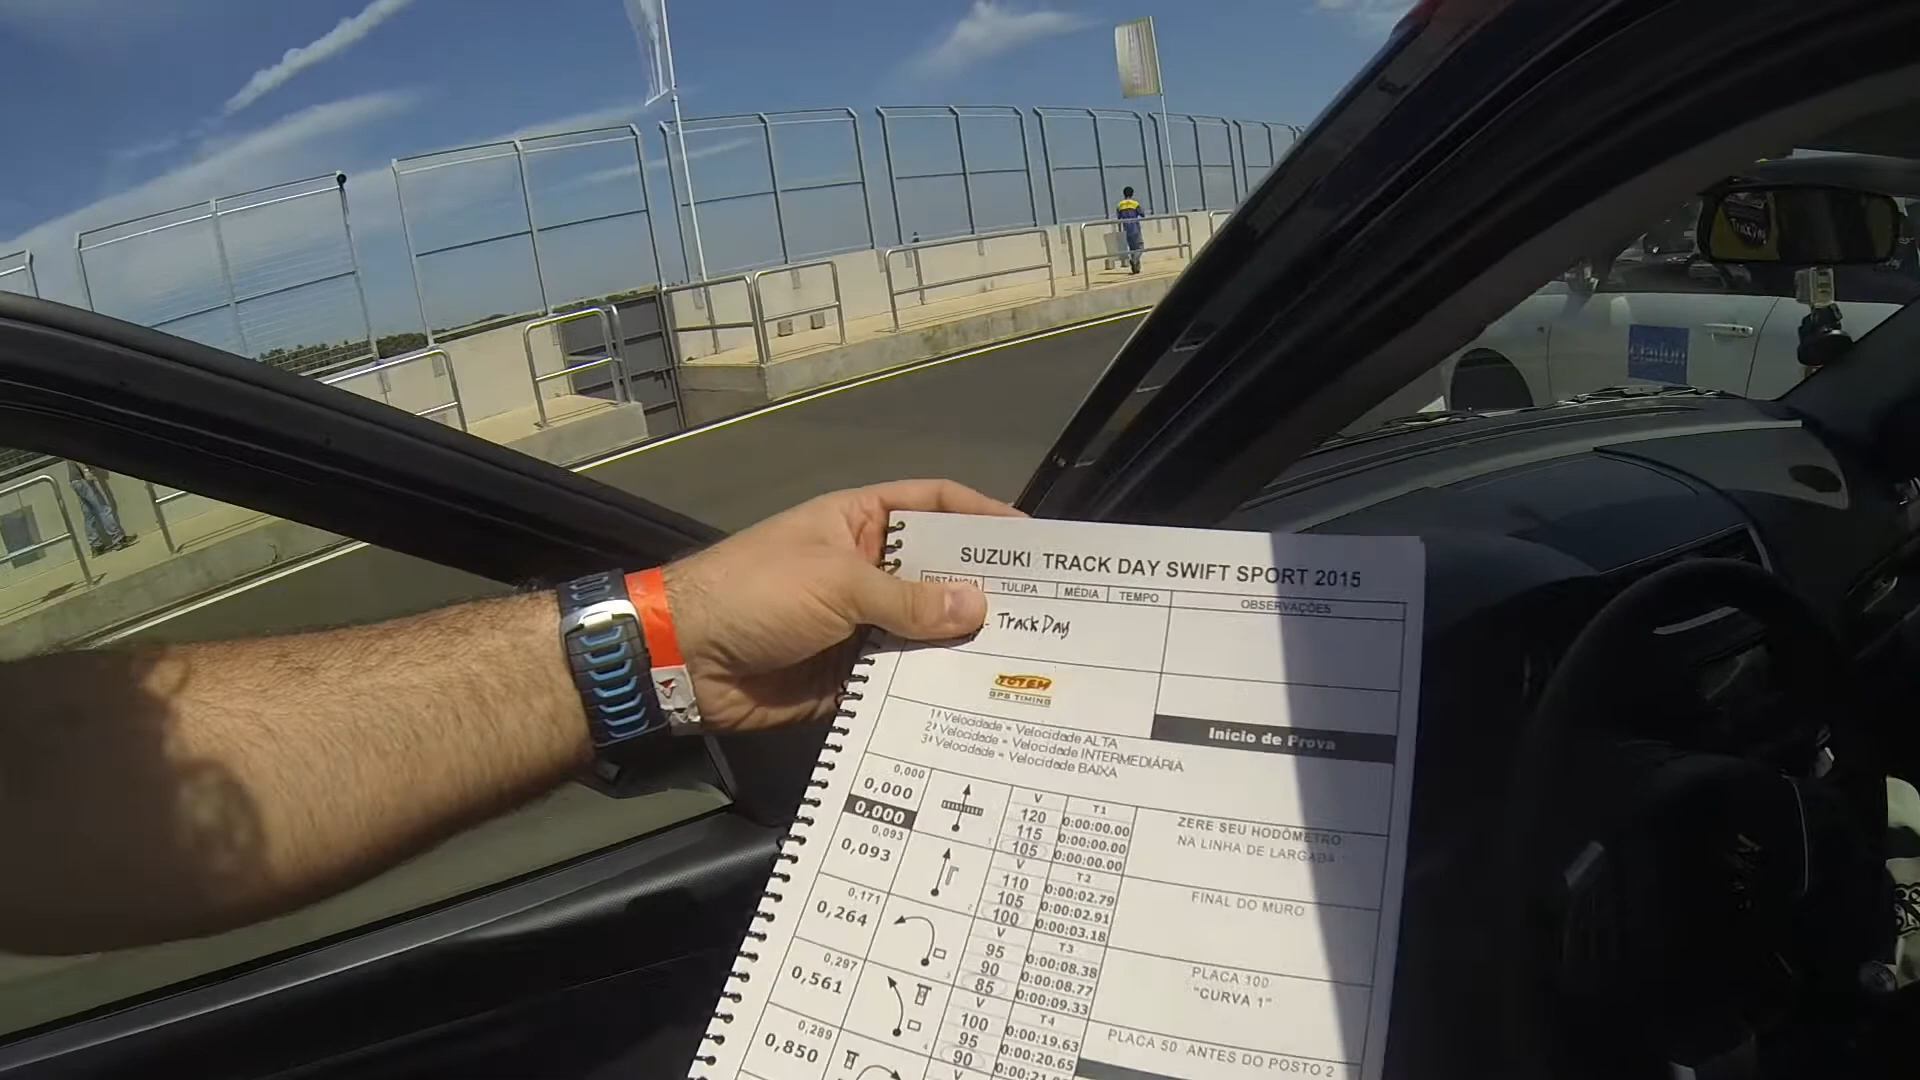 SUZUKI TRACK DAY SWIFT SPORT 2015
DISTÂNCIA TULIPA MÉDIA TEMPO OBSERVAÇÕES
Track Day
TOTEM
GPS TIMING
Início de Prova
1ª Velocidade = Velocidade ALTA
2ª Velocidade = Velocidade INTERMEDIÁRIA
3ª Velocidade = Velocidade BAIXA
0,000
0,000
0,000
V T1
120 0:00:00.00
115 0:00:00.00
105 0:00:00.00
ZERE SEU HODÔMETRO
NA LINHA DE LARGADA
0,093
0,093
V T2
110 0:00:02.79
105 0:00:02.91
100 0:00:03.18
FINAL DO MURO
0,171
0,264
V T3
95 0:00:08.38
90 0:00:08.77
85 0:00:09.33
PLACA 100
"CURVA 1"
0,297
0,561
V T4
100 0:00:19.63
95 0:00:20.65
90
PLACA 50 ANTES DO POSTO 2
0,289
0,850
V
clarion